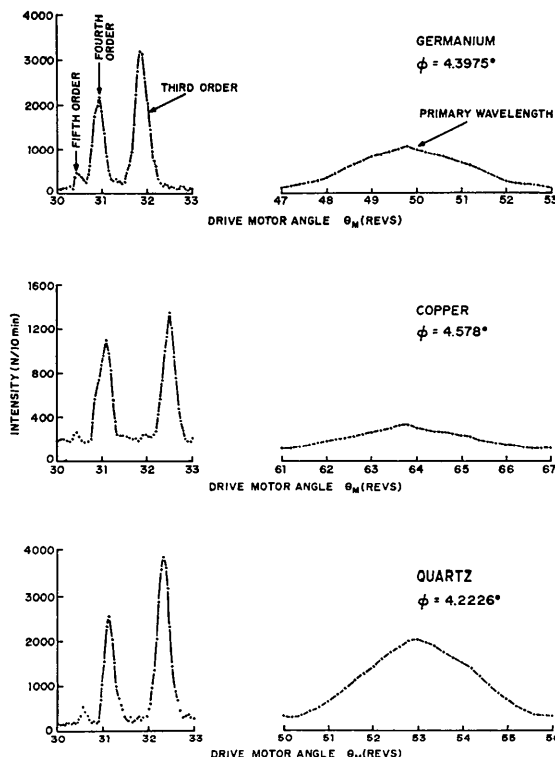 4000
3000
2000
1000
0
FIFTH ORDER
FOURTH
ORDER
THIRD ORDER
30 31 32 33
GERMANIUM
ϕ = 4.3975°
PRIMARY WAVELENGTH
47 48 49 50 51 52 53
DRIVE MOTOR ANGLE θM (REVS)
INTENSITY (N/10min)
1600
1200
800
400
0
30 31 32 33
COPPER
ϕ = 4.578°
61 62 63 64 65 66 67
DRIVE MOTOR ANGLE θM (REVS)
4000
3000
2000
1000
0
30 31 32 33
QUARTZ
ϕ = 4.2226°
50 51 52 53 54 55 56
DRIVE MOTOR ANGLE θM (REVS)